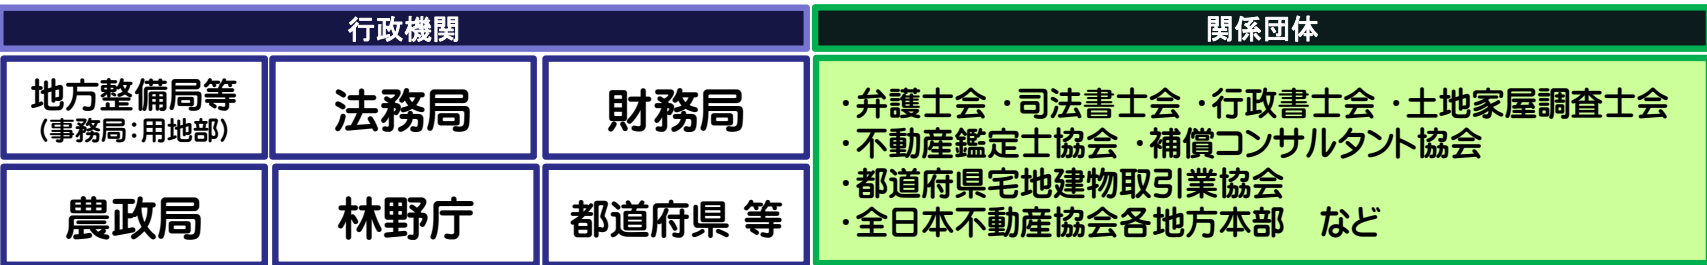 行政機関
関係団体
地方整備局等
（事務局：用地部）
法務局
財務局
農政局
林野庁
都道府県 等
・弁護士会 ・司法書士会 ・行政書士会 ・土地家屋調査士会
・不動産鑑定士協会 ・補償コンサルタント協会
・都道府県宅地建物取引業協会
・全日本不動産協会各地方本部　など